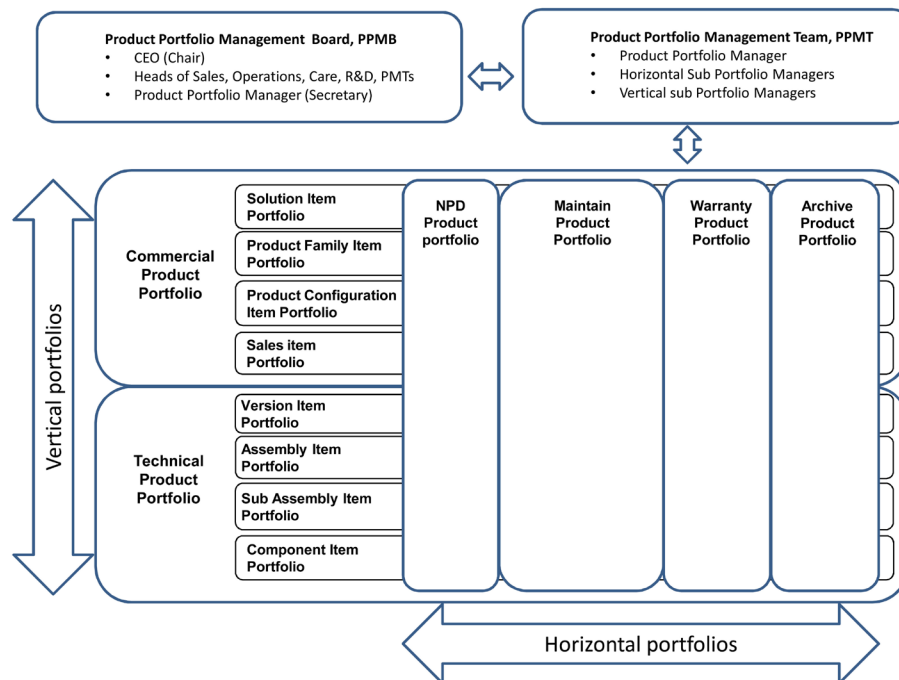 Product Portfolio Management Board, PPMB
• CEO (Chair)
• Heads of Sales, Operations, Care, R&D, PMTs
• Product Portfolio Manager (Secretary)
Product Portfolio Management Team, PPMT
• Product Portfolio Manager
• Horizontal Sub Portfolio Managers
• Vertical sub Portfolio Managers
Vertical portfolios
Commercial
Product
Portfolio
Solution Item
Portfolio
Product Family Item
Portfolio
Product Configuration
Item Portfolio
Sales item
Portfolio
Technical
Product
Portfolio
Version Item
Portfolio
Assembly Item
Portfolio
Sub Assembly Item
Portfolio
Component Item
Portfolio
NPD
Product
portfolio
Maintain
Product
Portfolio
Warranty
Product
Portfolio
Archive
Product
Portfolio
Horizontal portfolios